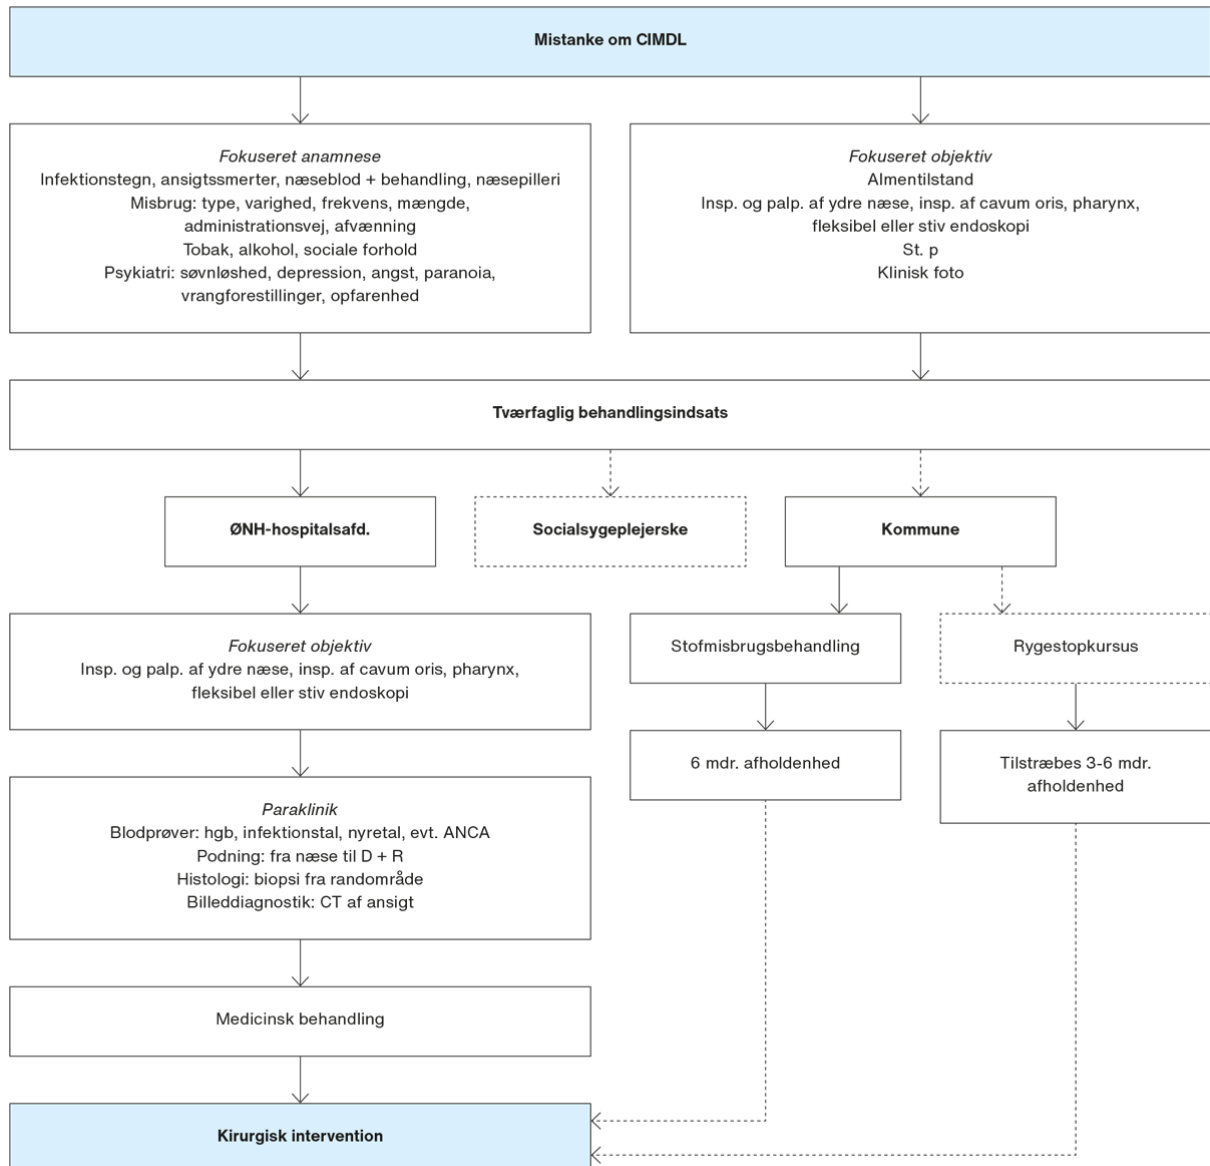 Mistanke om CIMDL
Fokuseret anamnese
Infektionstegn, ansigtssmerter, næseblod + behandling, næsepilleri
Misbrug: type, varighed, frekvens, mængde,
administrationsvej, afvænning
Tobak, alkohol, sociale forhold
Psykiatri: søvnløshed, depression, angst, paranoia,
vrangforestillinger, opfarenhed
Fokuseret objektiv
Almentilstand
Insp. og palp. af ydre næse, insp. af cavum oris, pharynx,
fleksibel eller stiv endoskopi
St. p
Klinisk foto
Tværfaglig behandlingsindsats
ØNH-hospitalsafd.
Socialsygeplejerske
Kommune
Fokuseret objektiv
Insp. og palp. af ydre næse, insp. af cavum oris, pharynx,
fleksibel eller stiv endoskopi
Stofmisbrugsbehandling
Rygestopkursus
6 mdr. afholdenhed
Tilstræbes 3-6 mdr.
afholdenhed
Paraklinik
Blodprøver: hgb, infektionstal, nyretal, evt. ANCA
Podning: fra næse til D + R
Histologi: biopsi fra randområde
Billeddiagnostik: CT af ansigt
Medicinsk behandling
Kirurgisk intervention